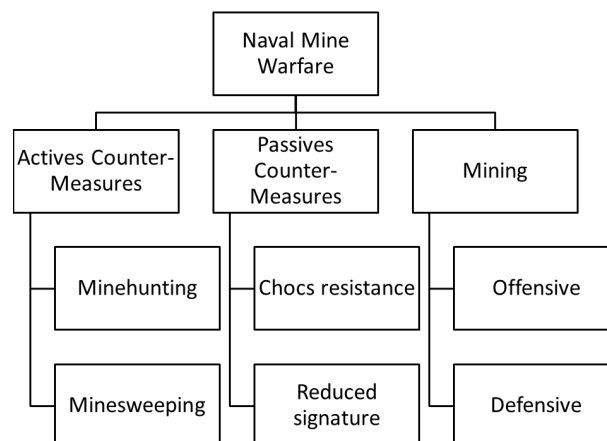 Naval Mine
Warfare
Actives Counter-
Measures
Passives
Counter-
Measures
Mining
Minehunting
Chocs resistance
Offensive
Minesweeping
Reduced
signature
Defensive